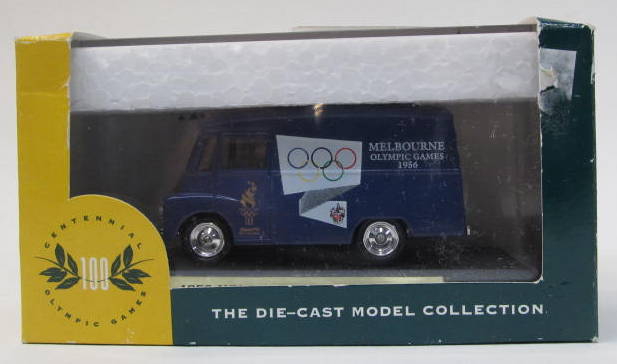 MELBOURNE
OLYMPIC GAMES
1956
CENTENNIAL
100
OLYMPIC GAMES
THE DIE-CAST MODEL COLLECTION